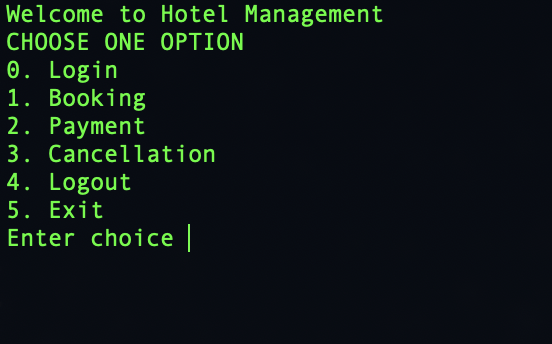 Welcome to Hotel Management
CHOOSE ONE OPTION
0. Login
1. Booking
2. Payment
3. Cancellation
4. Logout
5. Exit
Enter choice